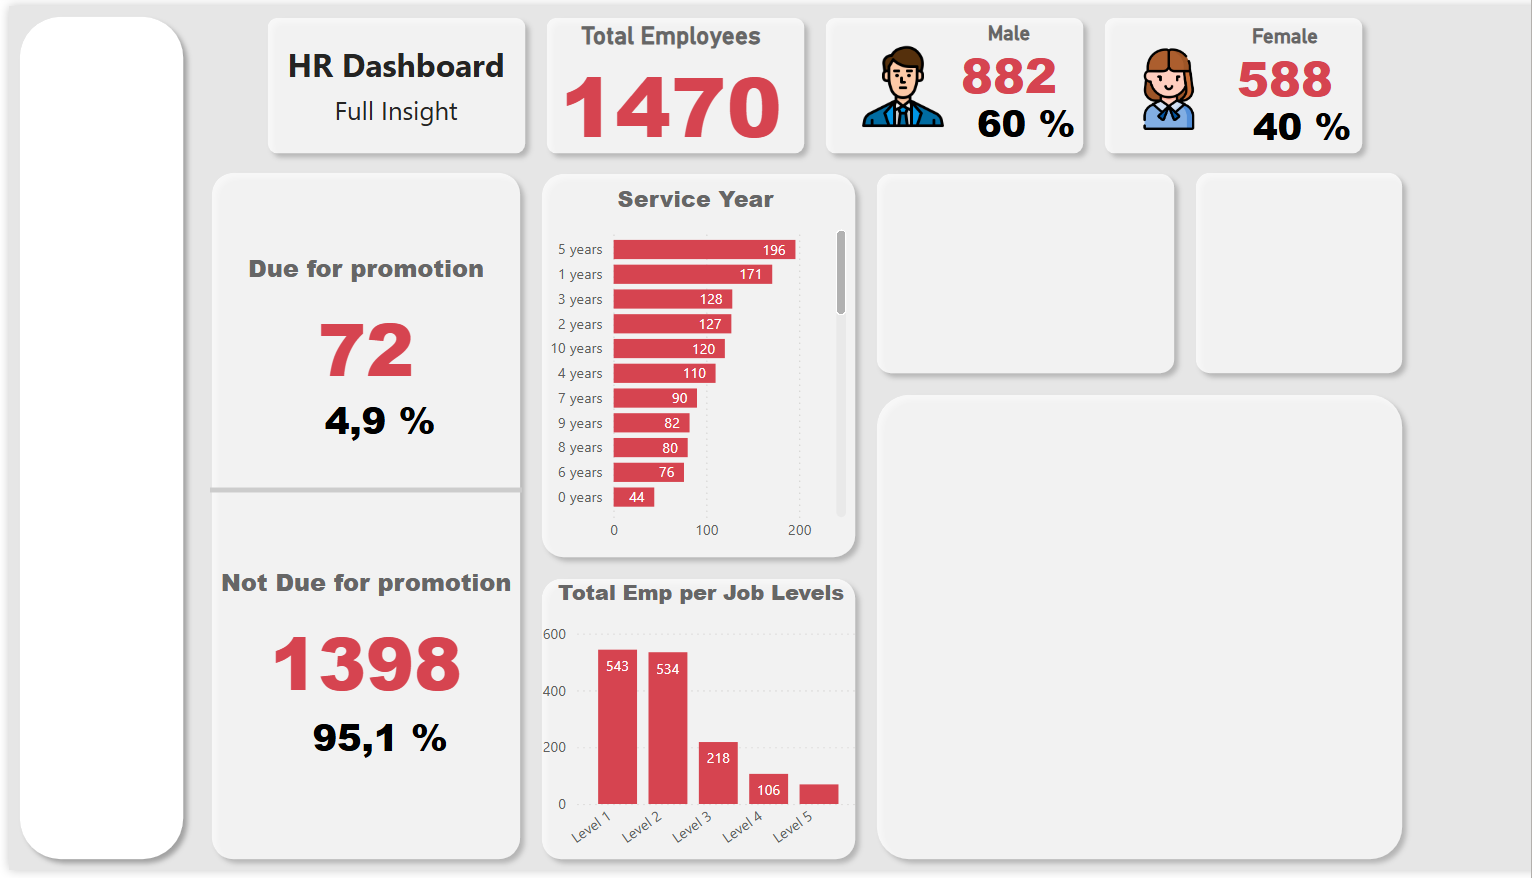 HR Dashboard
Full Insight
Total Employees
1470
Male
882
60 %
Female
588
40 %
Due for promotion
72
4,9 %
Not Due for promotion
1398
95,1 %
Service Year
5 years 196
1 years 171
3 years 128
2 years 127
10 years 120
4 years 110
7 years 90
9 years 82
8 years 80
6 years 76
0 years 44
0 100 200
Total Emp per Job Levels
600
400
200
0
543 534 218 106
Level 1 Level 2 Level 3 Level 4 Level 5